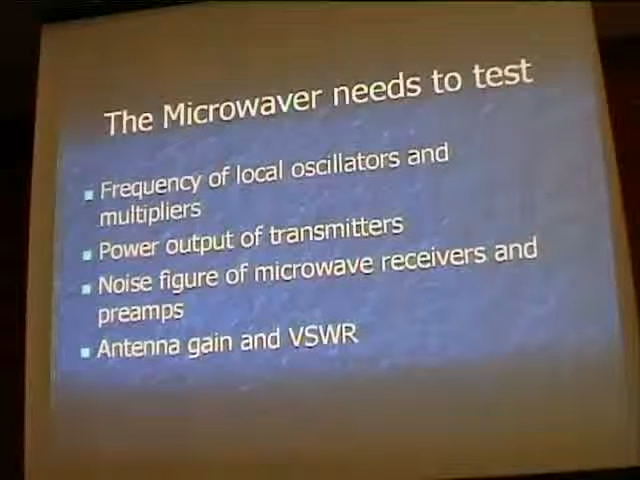 The Microwaver needs to test
Frequency of local oscillators and
multipliers
Power output of transmitters
Noise figure of microwave receivers and
preamps
Antenna gain and VSWR